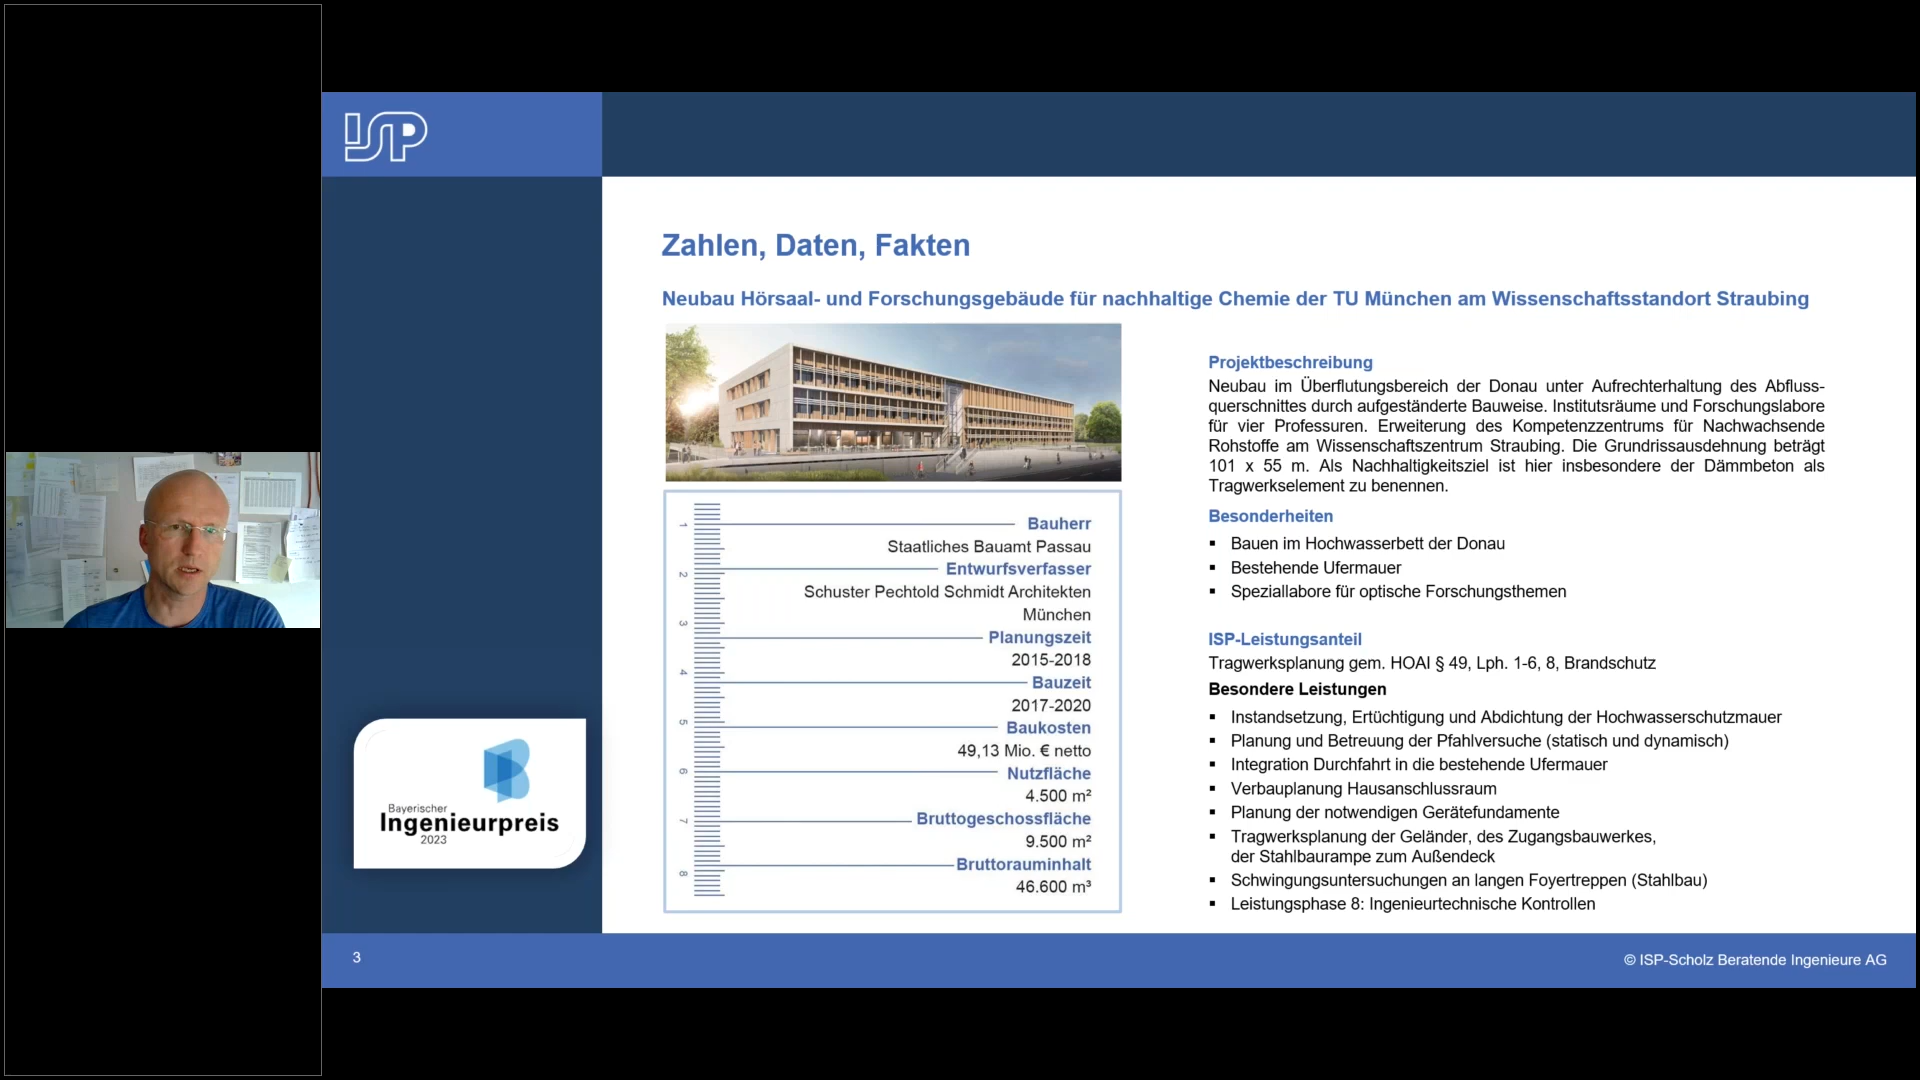 ISP
Zahlen, Daten, Fakten
Neubau Hörsaal- und Forschungsgebäude für nachhaltige Chemie der TU München am Wissenschaftsstandort Straubing
1
Bauherr
Staatliches Bauamt Passau
2
Entwurfsverfasser
Schuster Pechtold Schmidt Architekten
München
3
Planungszeit
2015-2018
4
Bauzeit
2017-2020
5
Baukosten
49,13 Mio. € netto
6
Nutzfläche
4.500 m²
7
Bruttogeschossfläche
9.500 m²
8
Bruttorauminhalt
46.600 m³
Projektbeschreibung
Neubau im Überflutungsbereich der Donau unter Aufrechterhaltung des Abfluss-
querschnittes durch aufgeständerte Bauweise. Institutsräume und Forschungslabore
für vier Professuren. Erweiterung des Kompetenzzentrums für Nachwachsende
Rohstoffe am Wissenschaftszentrum Straubing. Die Grundrissausdehnung beträgt
101 x 55 m. Als Nachhaltigkeitsziel ist hier insbesondere der Dämmbeton als
Tragwerkselement zu benennen.
Besonderheiten
▪ Bauen im Hochwasserbett der Donau
▪ Bestehende Ufermauer
▪ Speziallabore für optische Forschungsthemen
ISP-Leistungsanteil
Tragwerksplanung gem. HOAI § 49, Lph. 1-6, 8, Brandschutz
Besondere Leistungen
▪ Instandsetzung, Ertüchtigung und Abdichtung der Hochwasserschutzmauer
▪ Planung und Betreuung der Pfahlversuche (statisch und dynamisch)
▪ Integration Durchfahrt in die bestehende Ufermauer
▪ Verbauplanung Hausanschlussraum
▪ Planung der notwendigen Gerätefundamente
▪ Tragwerksplanung der Geländer, des Zugangsbauwerkes,
der Stahlbaurampe zum Außendeck
▪ Schwingungsuntersuchungen an langen Foyertreppen (Stahlbau)
▪ Leistungsphase 8: Ingenieurtechnische Kontrollen
Bayerischer
Ingenieurpreis
2023
3
© ISP-Scholz Beratende Ingenieure AG